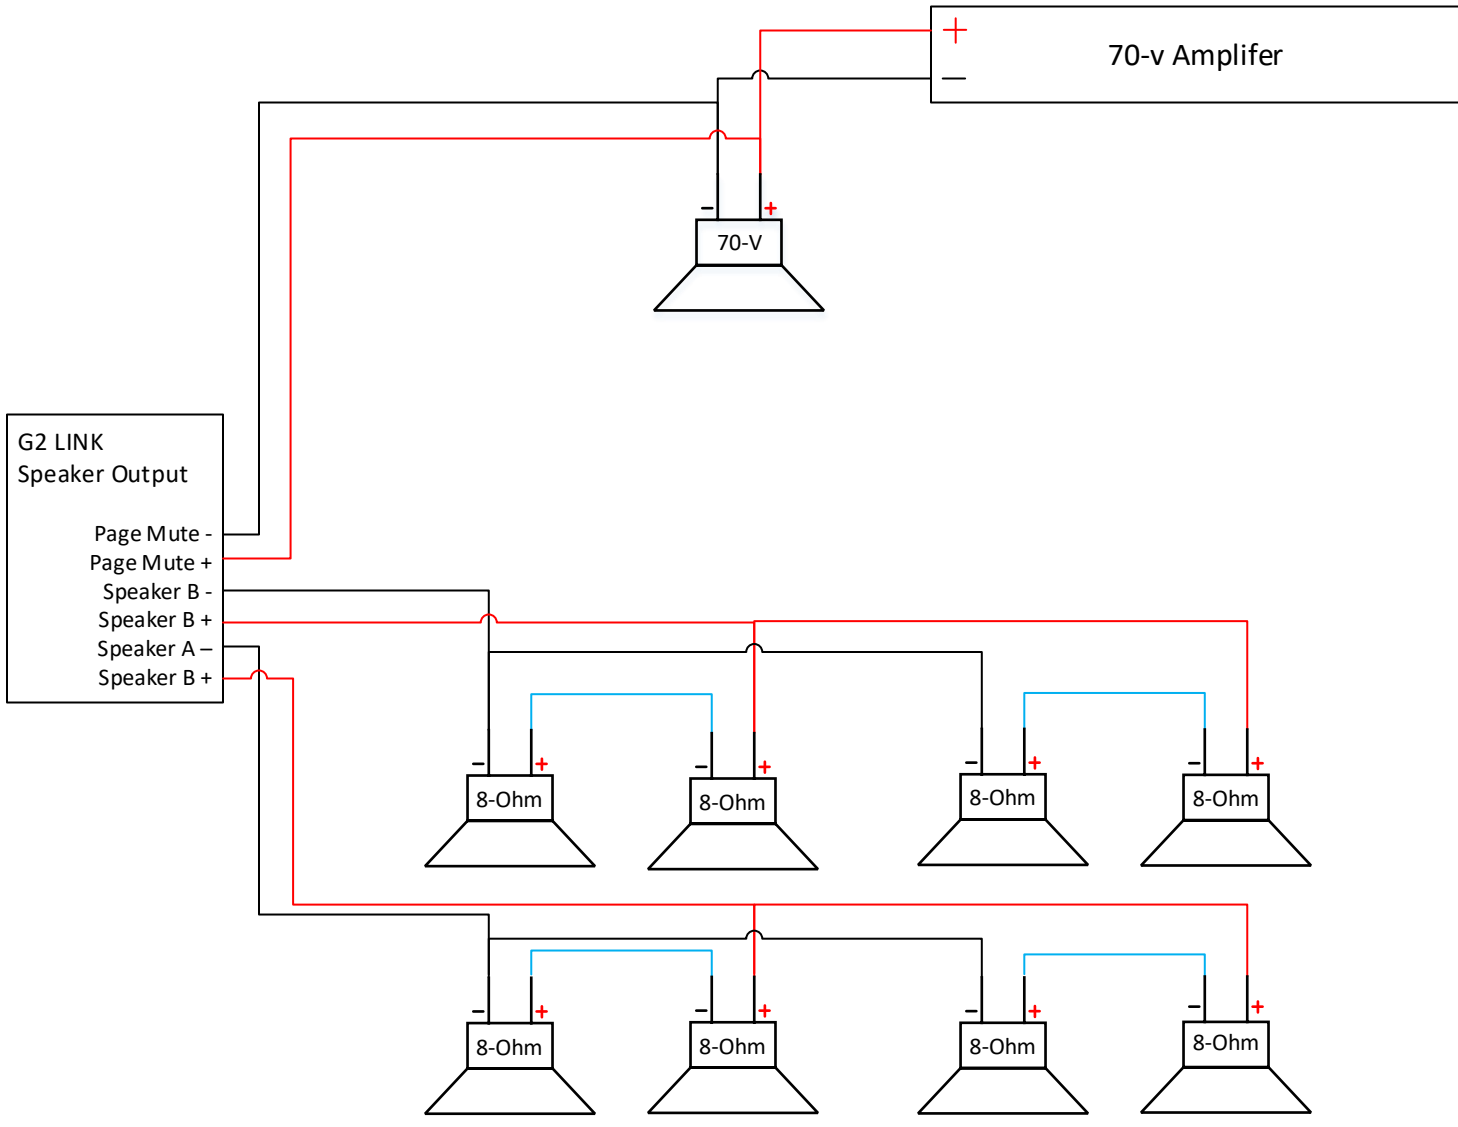 +
70-v Amplifer
—
– +
70-V
G2 LINK
Speaker Output
Page Mute -
Page Mute +
Speaker B -
Speaker B +
Speaker A –
Speaker B +
– + – + – + – +
8-Ohm 8-Ohm 8-Ohm 8-Ohm
– + – + – + – +
8-Ohm 8-Ohm 8-Ohm 8-Ohm